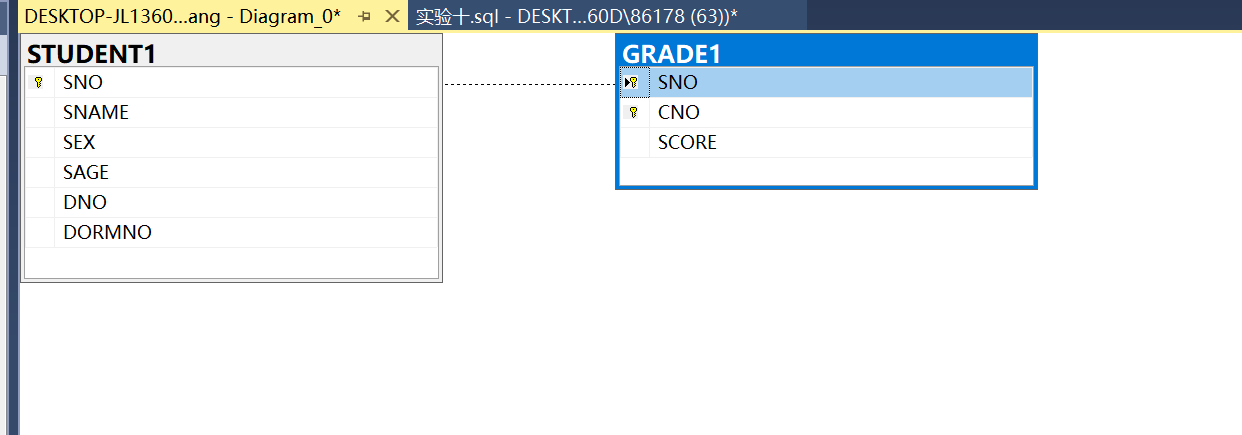 DESKTOP-JL1360...ang - Diagram_0*
实验十.sql - DESKT...60D\86178 (63))*
STUDENT1
SNO
SNAME
SEX
SAGE
DNO
DORMNO
GRADE1
SNO
CNO
SCORE